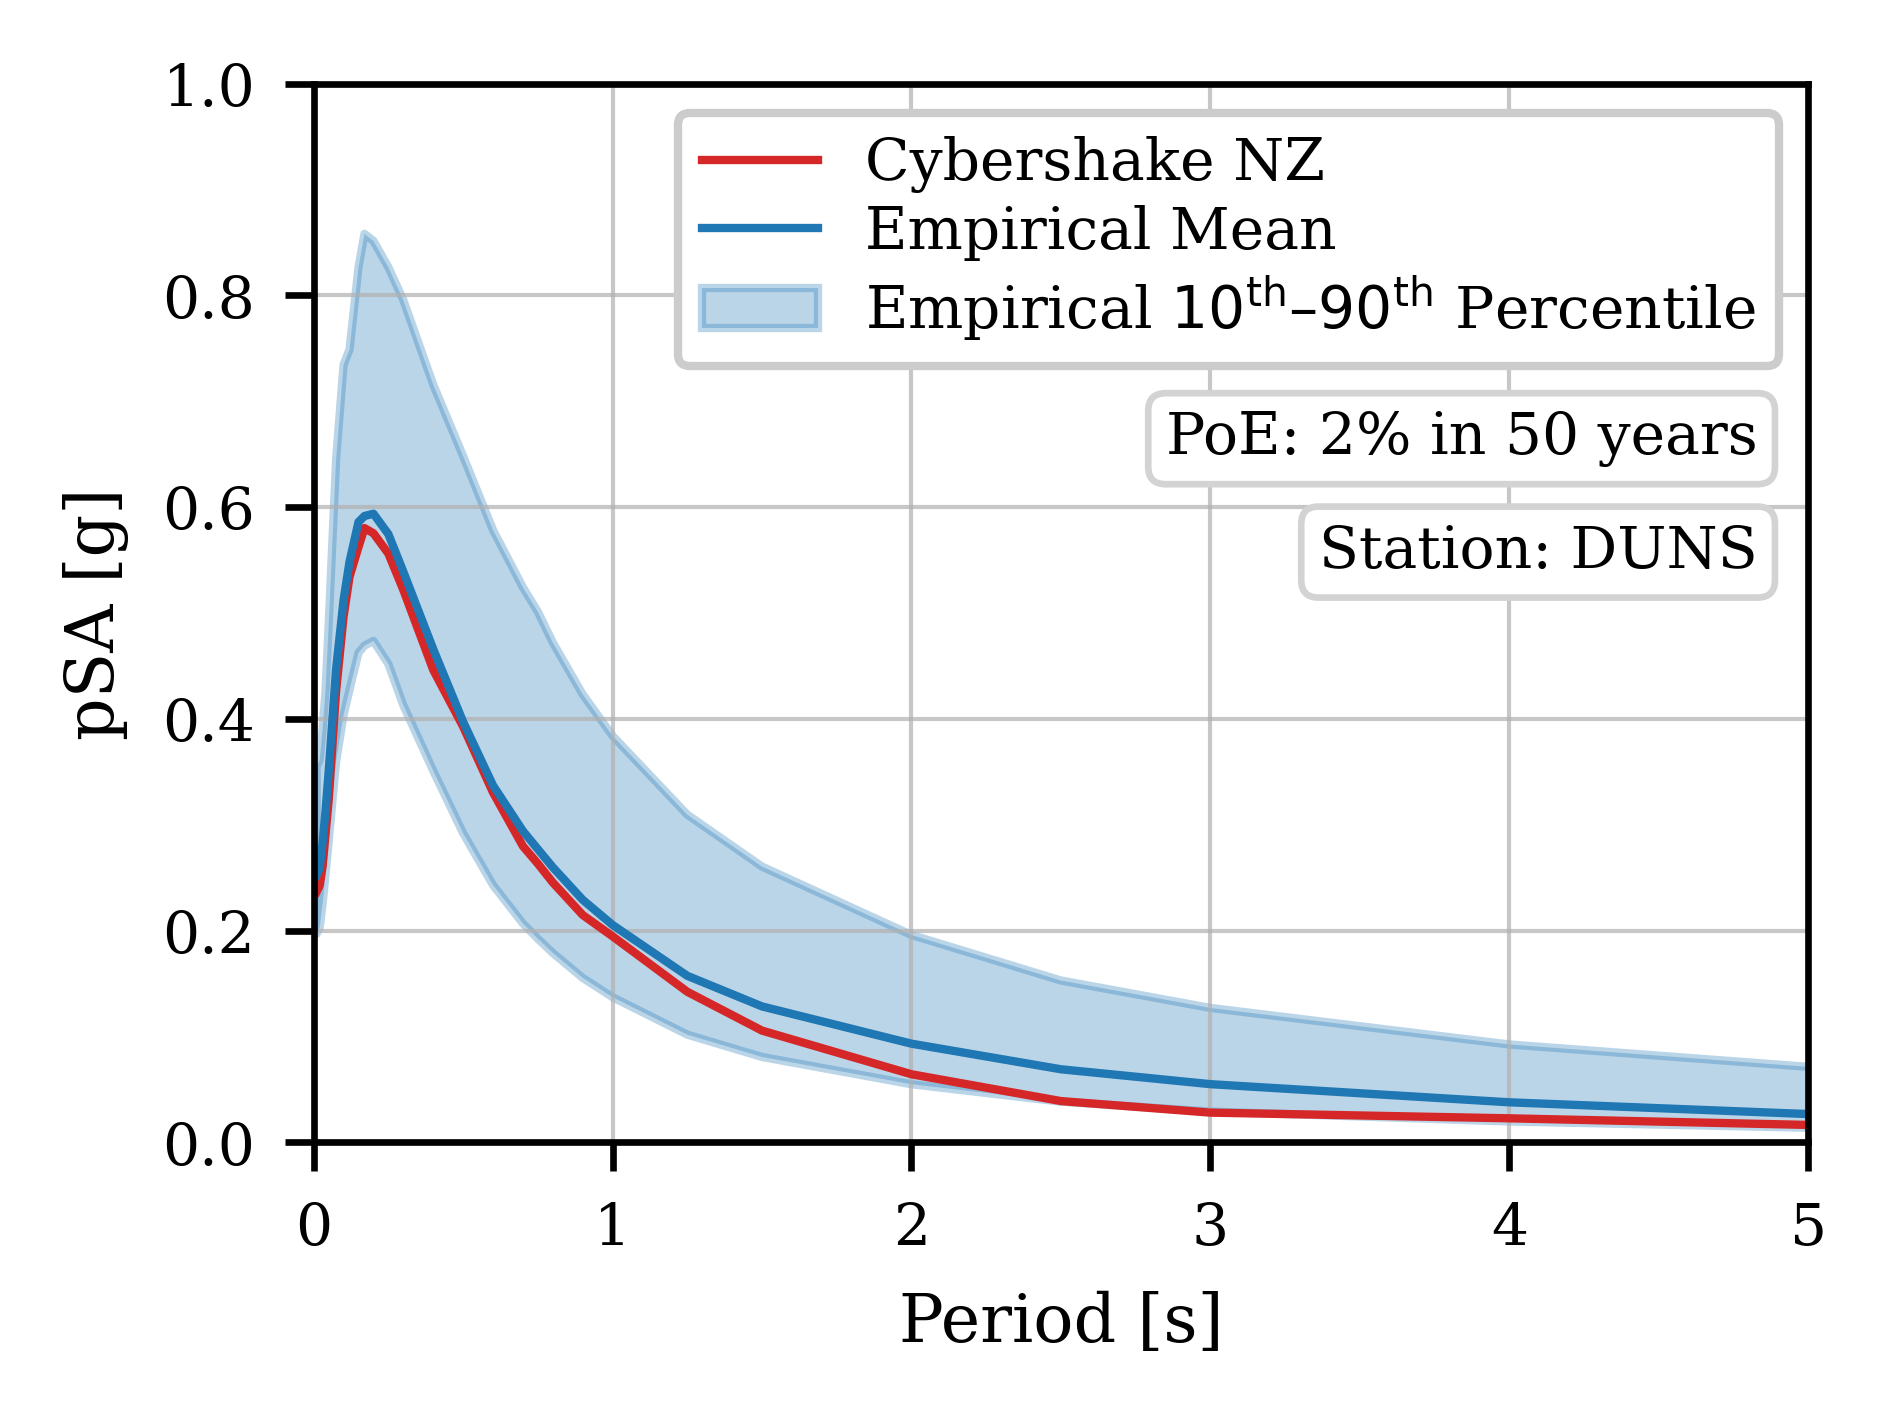 1.0
0.8
0.6
0.4
0.2
0.0
pSA [g]
Cybershake NZ
Empirical Mean
Empirical 10th–90th Percentile
PoE: 2% in 50 years
Station: DUNS
0 1 2 3 4 5
Period [s]